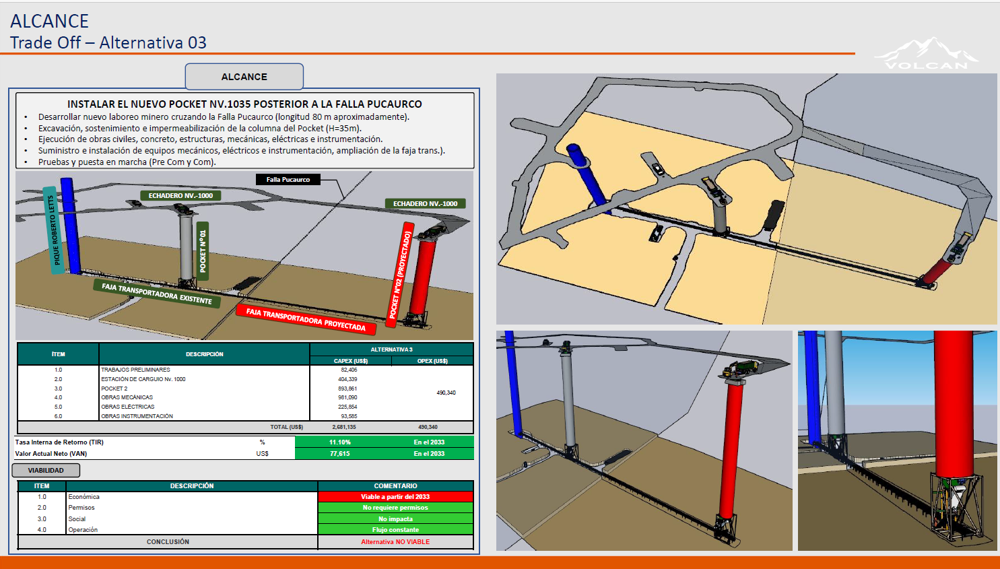 ALCANCE
Trade Off – Alternativa 03
VOLCAN
ALCANCE
INSTALAR EL NUEVO POCKET NV.1035 POSTERIOR A LA FALLA PUCAURCO
• Desarrollar nuevo laboreo minero cruzando la Falla Pucaurco (longitud 80 m aproximadamente).
• Excavación, sostenimiento e impermeabilización de la columna del Pocket (H=35m).
• Ejecución de obras civiles, concreto, estructuras, mecánicas, eléctricas e instrumentación.
• Suministro e instalación de equipos mecánicos, eléctricos e instrumentación, ampliación de la faja trans.).
• Pruebas y puesta en marcha (Pre Com y Com).
Falla Pucaurco
ECHADERO NV.-1000
ECHADERO NV.-1000
PIQUE ROBERTO LETTS
POCKET N°01
POCKET N°02 (PROYECTADO)
FAJA TRANSPORTADORA EXISTENTE
FAJA TRANSPORTADORA PROYECTADA
ÍTEM DESCRIPCIÓN ALTERNATIVA 3
CAPEX (US$) OPEX (US$)
1.0 TRABAJOS PRELIMINARES 82,406
2.0 ESTACIÓN DE CARGUIO Nv. 1000 404,339
3.0 POCKET 2 893,861
490,340
4.0 OBRAS MECÁNICAS 981,090
5.0 OBRAS ELÉCTRICAS 225,854
6.0 OBRAS INSTRUMENTACIÓN 93,585
TOTAL (US$) 2,681,135 490,340
Tasa Interna de Retorno (TIR) % 11.10% En el 2033
Valor Actual Neto (VAN) US$ 77,615 En el 2033
VIABILIDAD
ITEM DESCRIPCIÓN COMENTARIO
1.0 Económica Viable a partir del 2033
2.0 Permisos No requiere permisos
3.0 Social No impacta
4.0 Operación Flujo constante
CONCLUSIÓN Alternativa NO VIABLE